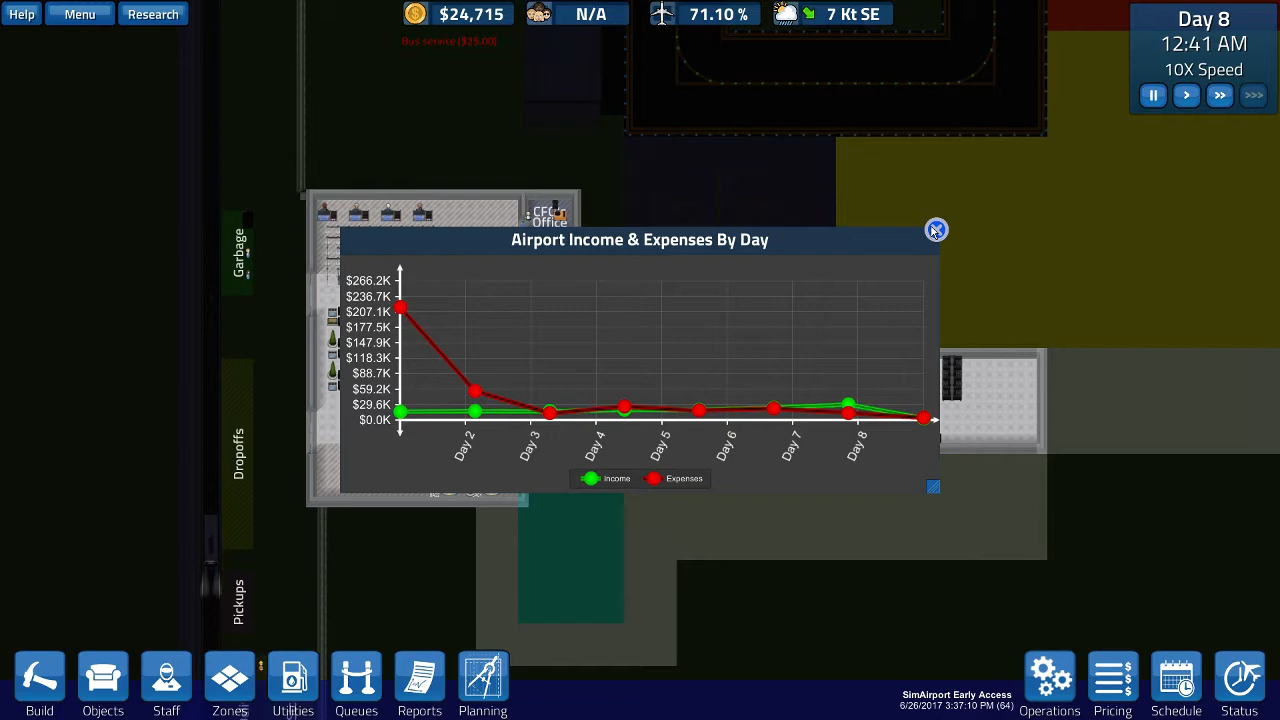 Help
Menu
Research
$24,715
N/A
71.10 %
7 Kt SE
Bus service ($25.00)
Day 8
12:41 AM
10X Speed
CFO's
Office
Garbage
Dropoffs
Pickups
Airport Income & Expenses By Day
$266.2K
$236.7K
$207.1K
$177.5K
$147.9K
$118.3K
$88.7K
$59.2K
$29.6K
$0.0K
Day 2
Day 3
Day 4
Day 5
Day 6
Day 7
Day 8
Income
Expenses
Build
Objects
Staff
Zones
Utilities
Queues
Reports
Planning
SimAirport Early Access
6/26/2017 3:37:10 PM (64)
Operations
Pricing
Schedule
Status